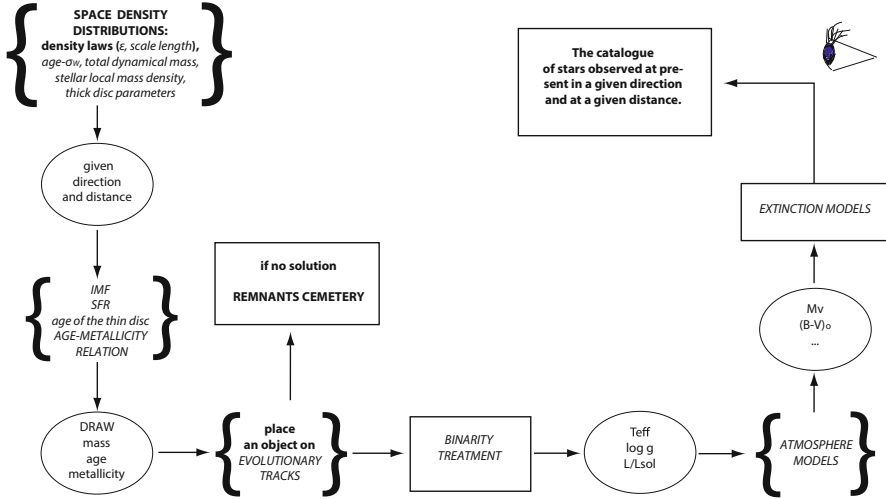 SPACE DENSITY
DISTRIBUTIONS:
density laws (ε, scale length),
age-σw, total dynamical mass,
stellar local mass density,
thick disc parameters
given
direction
and distance
IMF
SFR
age of the thin disc
AGE-METALLICITY
RELATION
DRAW
mass
age
metallicity
if no solution
REMNANTS CEMETERY
place
an object on
EVOLUTIONARY
TRACKS
BINARITY
TREATMENT
Teff
log g
L/Lsol
ATMOSPHERE
MODELS
Mv
(B-V)o
...
EXTINCTION MODELS
The catalogue
of stars observed at pre-
sent in a given direction
and at a given distance.